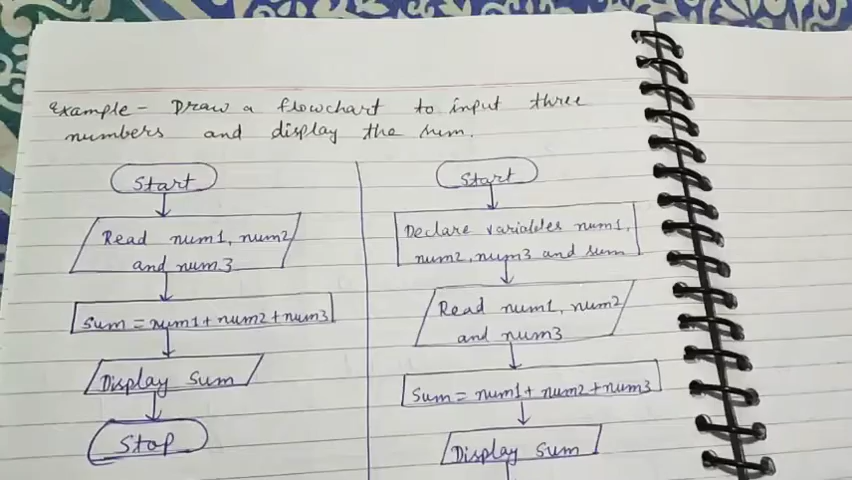 Example - Draw a flowchart to input three
numbers and display the sum.
Start
Read num1, num2
and num3
Sum = num1 + num2 + num3
Display Sum
Stop
Start
Declare variables num1,
num2, num3 and sum
Read num1, num2
and num3
Sum = num1 + num2 + num3
Display Sum